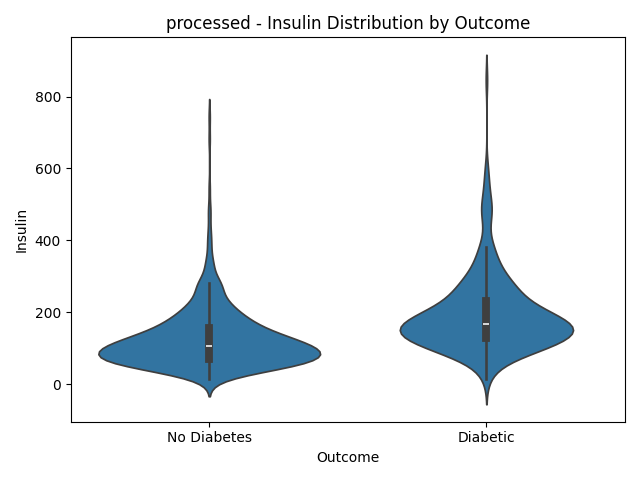 processed - Insulin Distribution by Outcome
800
600
400
200
0
Insulin
No Diabetes
Diabetic
Outcome